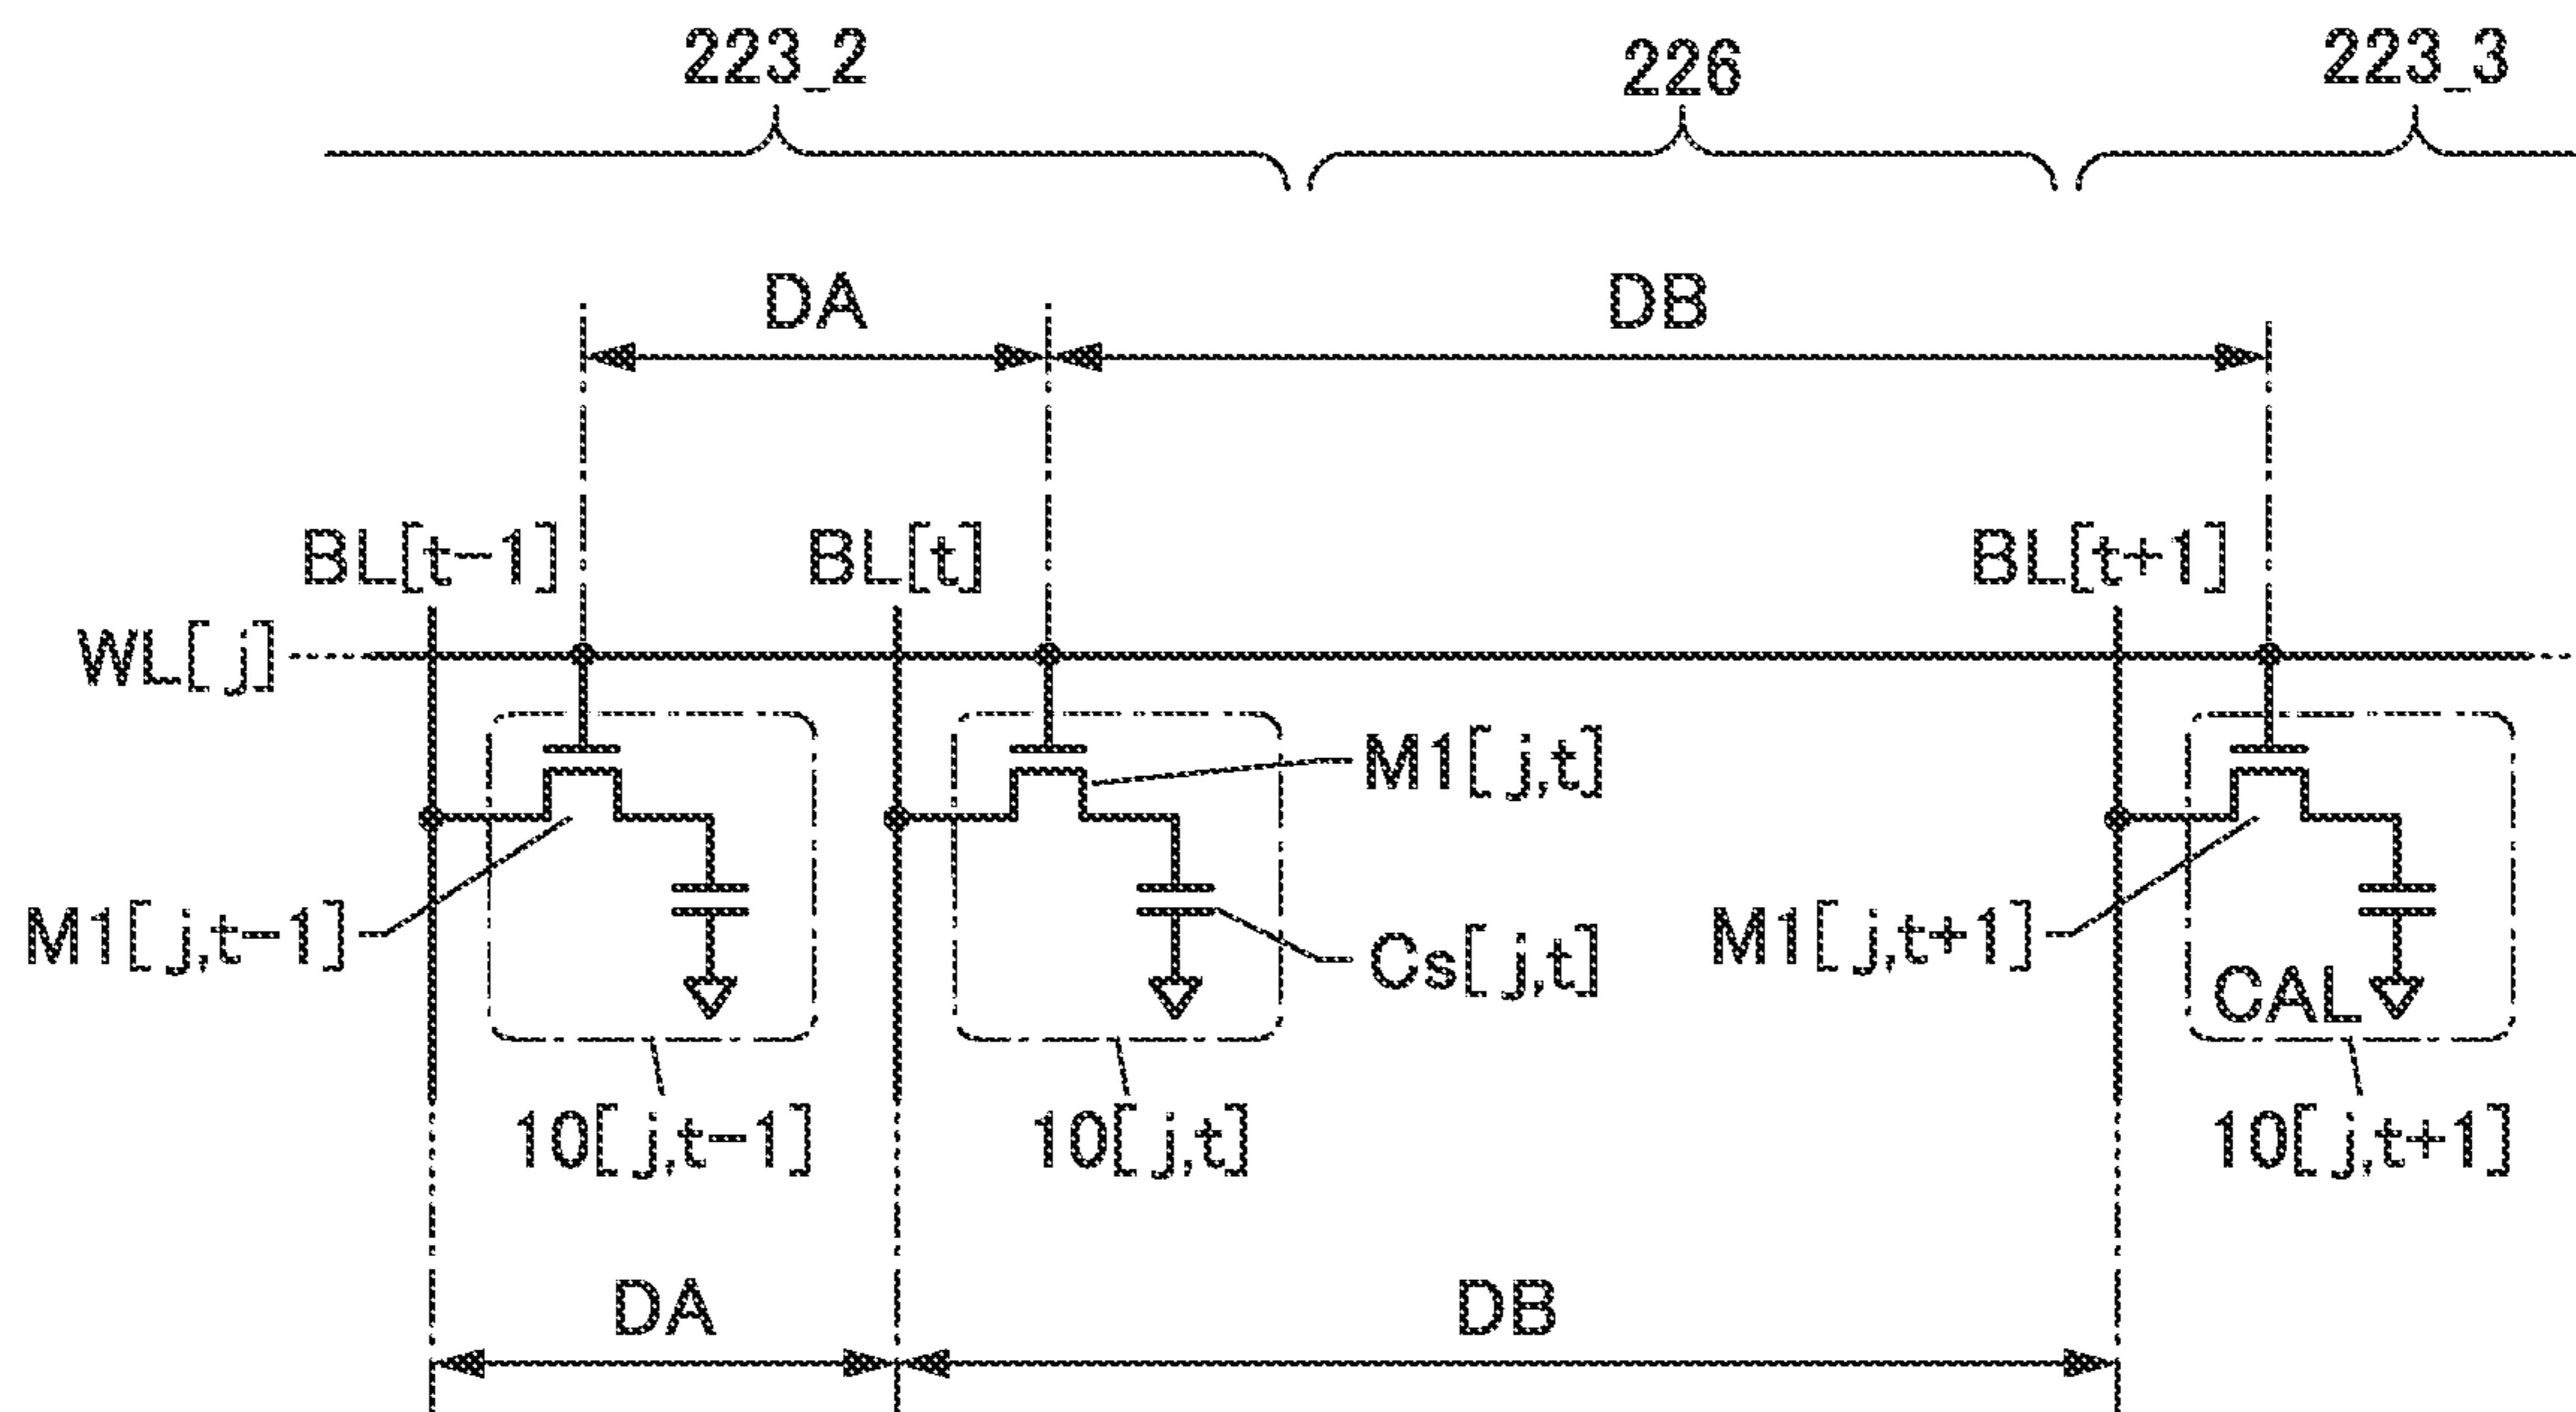 223_2 226 223_3
DA DB
BL[t-1] BL[t] BL[t+1]
WL[j]
M1[j,t]
M1[j,t-1] Cs[j,t] M1[j,t+1]
CAL
10[j,t-1] 10[j,t] 10[j,t+1]
DA DB